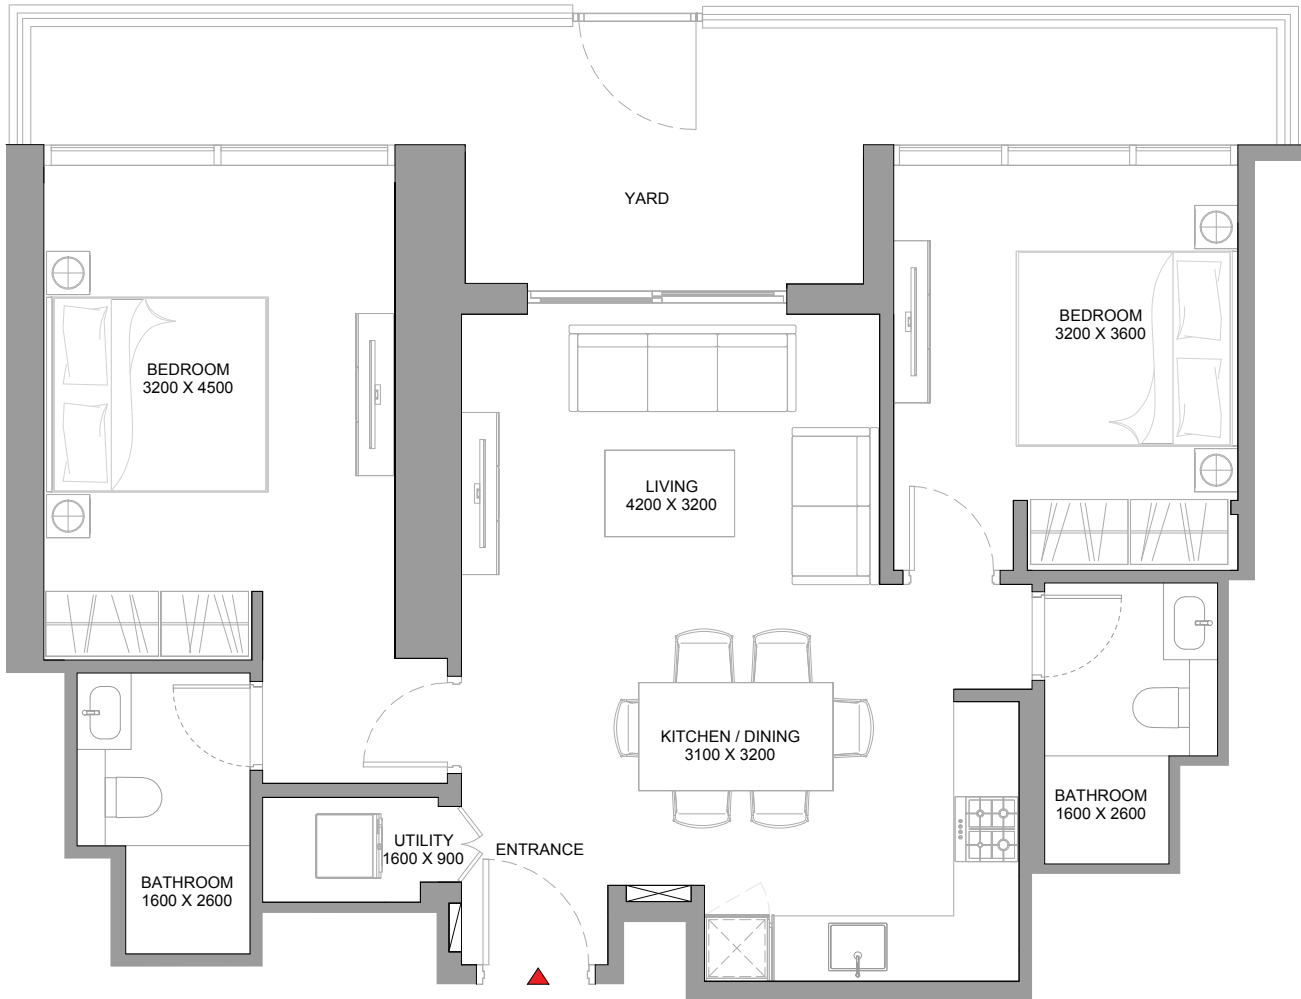 YARD
BEDROOM
3200 X 3600
BEDROOM
3200 X 4500
LIVING
4200 X 3200
KITCHEN / DINING
3100 X 3200
BATHROOM
1600 X 2600
UTILITY
1600 X 900
ENTRANCE
BATHROOM
1600 X 2600